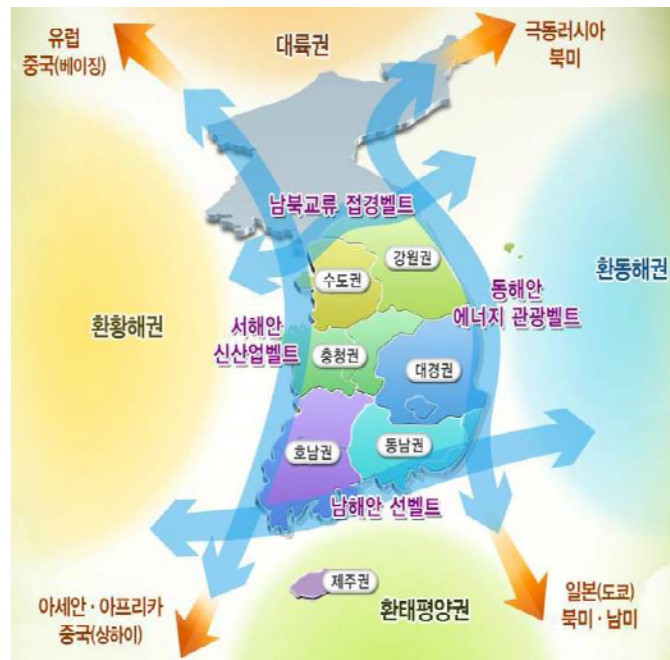 유럽
중국(베이징)
대륙권
극동러시아
북미
남북교류 접경벨트
강원권
수도권
환동해권
동해안
에너지 관광벨트
환황해권
서해안
신산업벨트
충청권
대경권
호남권
동남권
남해안 선벨트
제주권
환태평양권
아세안·아프리카
중국(상하이)
일본(도쿄)
북미·남미